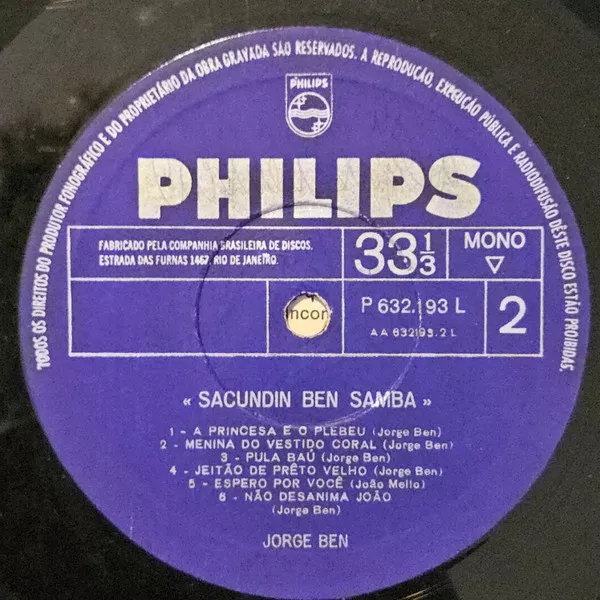 TODOS OS DIREITOS DO PRODUTOR FONOGRÁFICO E DO PROPRIETÁRIO DA OBRA GRAVADA SÃO RESERVADOS. A REPRODUÇÃO, EXECUÇÃO PÚBLICA E RADIODIFUSÃO DÊSTE DISCO ESTÃO PROIBIDAS.
PHILIPS
PHILIPS
FABRICADO PELA COMPANHIA BRASILEIRA DE DISCOS.
ESTRADA DAS FURNAS 1467, RIO DE JANEIRO.
33 1/3
MONO
P 632.193 L
AA 632193.2 L
2
incor
« SACUNDIN BEN SAMBA »
1 - A PRINCESA E O PLEBEU (Jorge Ben)
2 - MENINA DO VESTIDO CORAL (Jorge Ben)
3 - PULA BAÚ (Jorge Ben)
4 - JEITÃO DE PRÊTO VELHO (Jorge Ben)
5 - ESPERO POR VOCÊ (João Mello)
6 - NÃO DESANIMA JOÃO
(Jorge Ben)
JORGE BEN